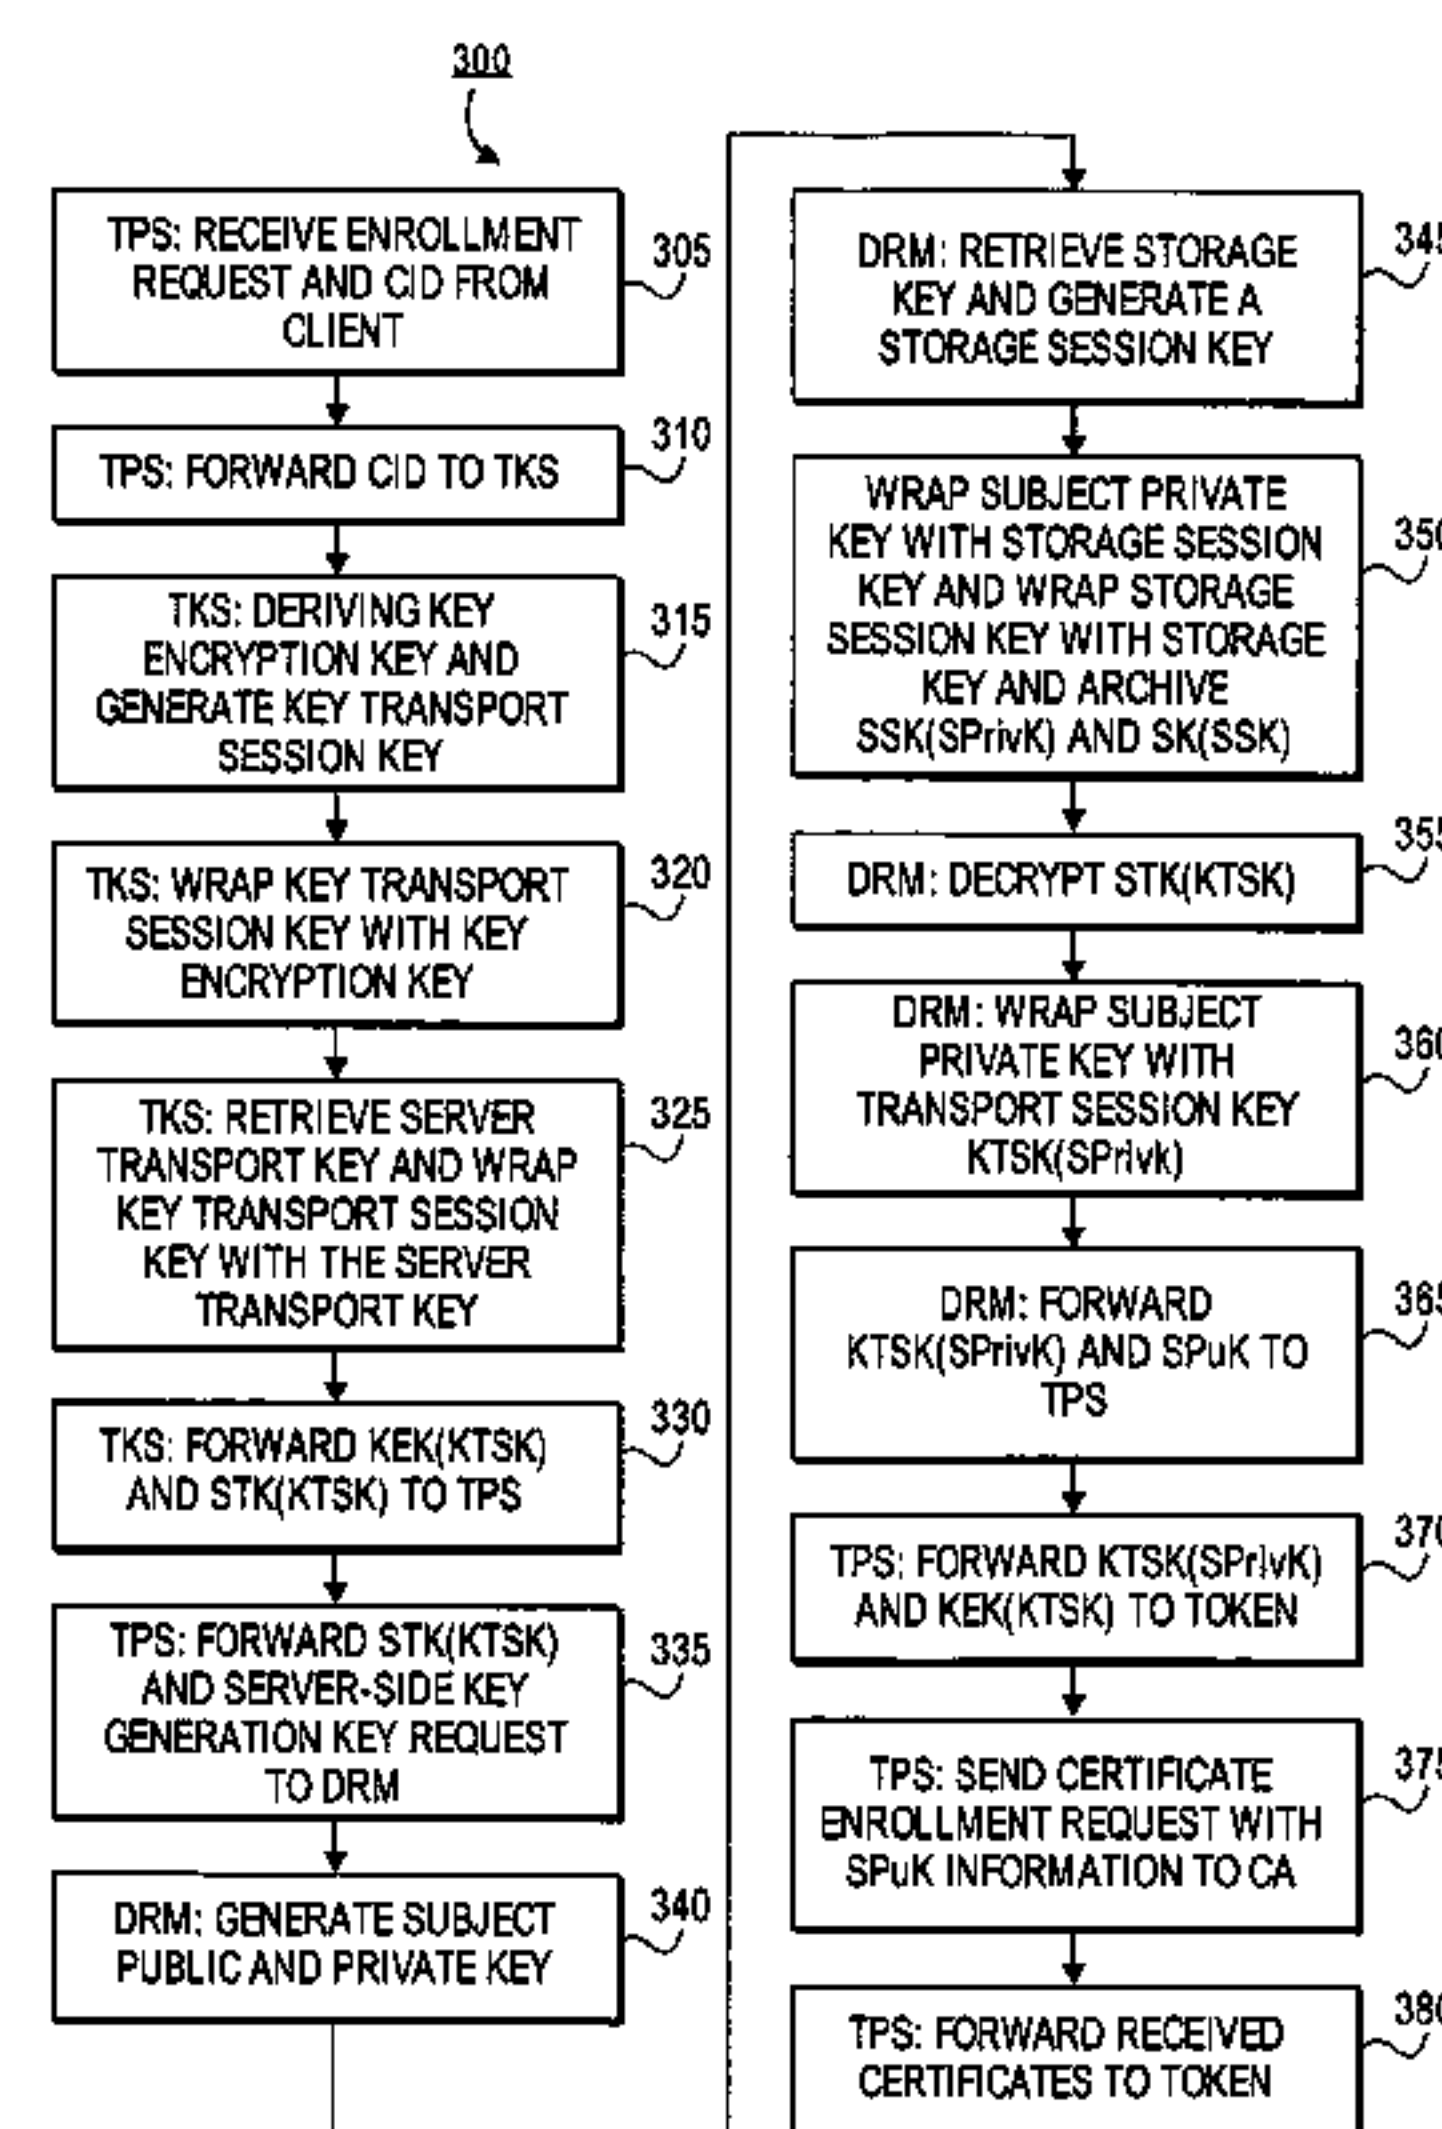 300
TPS: RECEIVE ENROLLMENT
REQUEST AND CID FROM
CLIENT
305
TPS: FORWARD CID TO TKS
310
TKS: DERIVING KEY
ENCRYPTION KEY AND
GENERATE KEY TRANSPORT
SESSION KEY
315
TKS: WRAP KEY TRANSPORT
SESSION KEY WITH KEY
ENCRYPTION KEY
320
TKS: RETRIEVE SERVER
TRANSPORT KEY AND WRAP
KEY TRANSPORT SESSION
KEY WITH THE SERVER
TRANSPORT KEY
325
TKS: FORWARD KEK(KTSK)
AND STK(KTSK) TO TPS
330
TPS: FORWARD STK(KTSK)
AND SERVER-SIDE KEY
GENERATION KEY REQUEST
TO DRM
335
DRM: GENERATE SUBJECT
PUBLIC AND PRIVATE KEY
340
DRM: RETRIEVE STORAGE
KEY AND GENERATE A
STORAGE SESSION KEY
345
WRAP SUBJECT PRIVATE
KEY WITH STORAGE SESSION
KEY AND WRAP STORAGE
SESSION KEY WITH STORAGE
KEY AND ARCHIVE
SSK(SPrivK) AND SK(SSK)
350
DRM: DECRYPT STK(KTSK)
355
DRM: WRAP SUBJECT
PRIVATE KEY WITH
TRANSPORT SESSION KEY
KTSK(SPrivk)
360
DRM: FORWARD
KTSK(SPrivK) AND SPuK TO
TPS
365
TPS: FORWARD KTSK(SPrivK)
AND KEK(KTSK) TO TOKEN
370
TPS: SEND CERTIFICATE
ENROLLMENT REQUEST WITH
SPuK INFORMATION TO CA
375
TPS: FORWARD RECEIVED
CERTIFICATES TO TOKEN
380